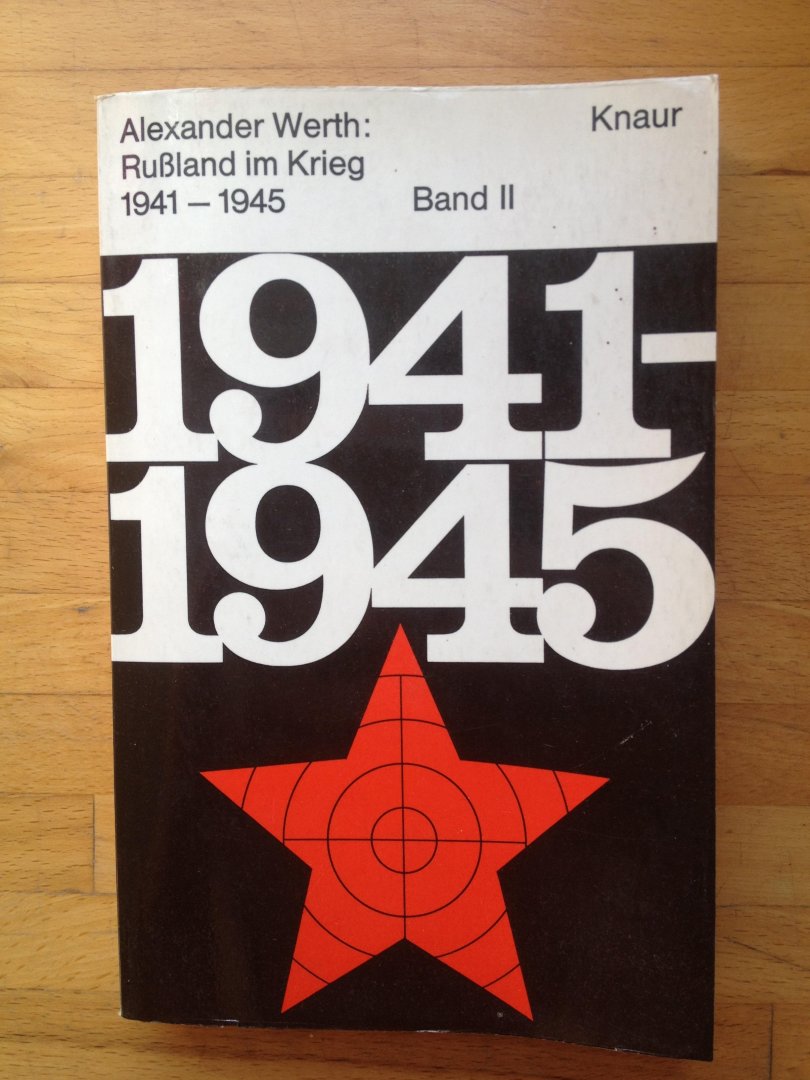 Alexander Werth: Knaur
Rußland im Krieg
1941 – 1945 Band II
1941-
1945